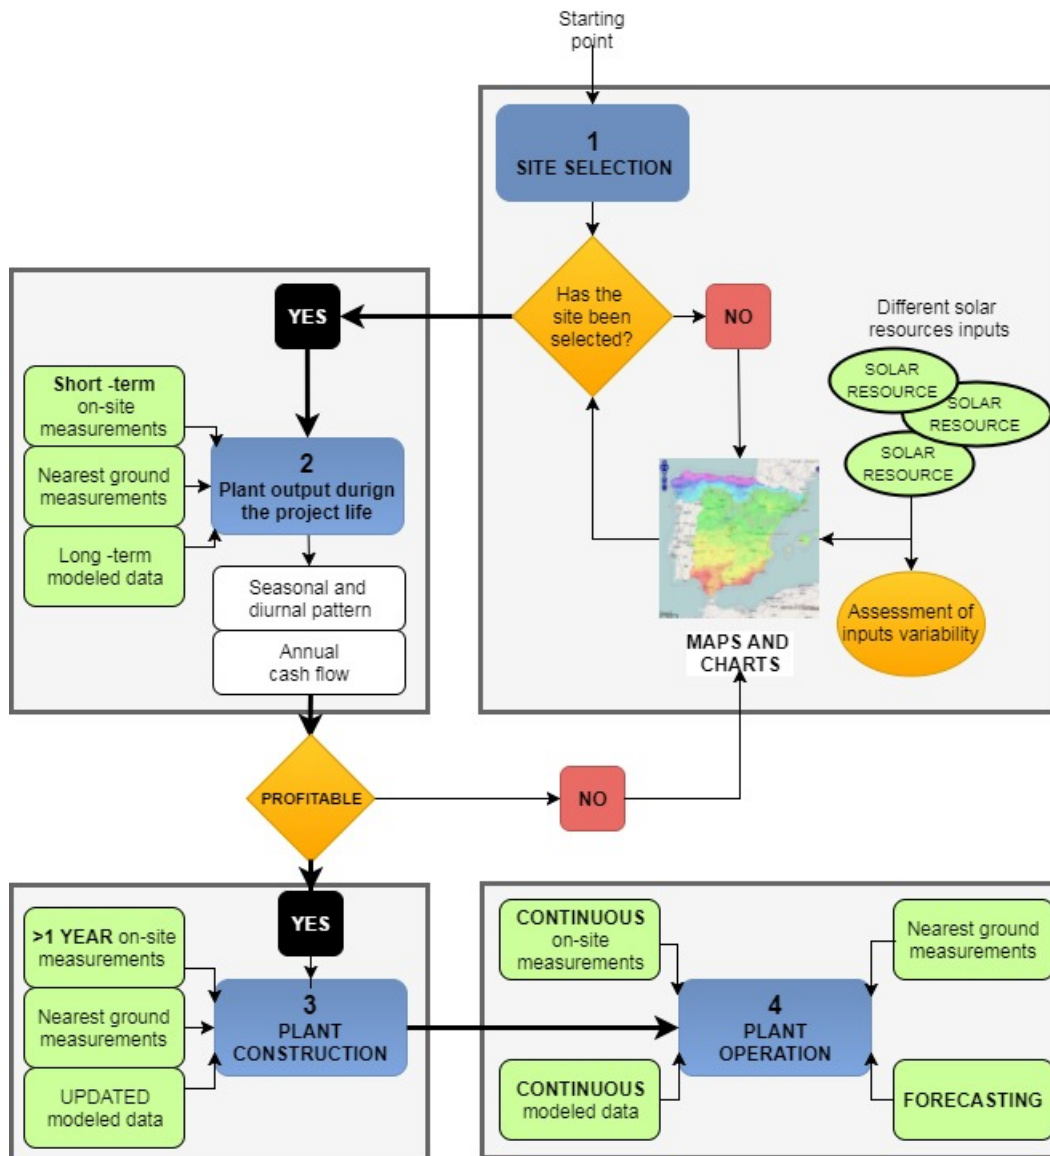 Starting
point
1
SITE SELECTION
Has the
site been
selected?
NO
Different solar
resources inputs
SOLAR
RESOURCE
SOLAR
RESOURCE
SOLAR
RESOURCE
MAPS AND
CHARTS
Assessment of
inputs variability
YES
Short -term
on-site
measurements
Nearest ground
measurements
Long -term
modeled data
2
Plant output durign
the project life
Seasonal and
diurnal pattern
Annual
cash flow
PROFITABLE
NO
YES
>1 YEAR on-site
measurements
Nearest ground
measurements
UPDATED
modeled data
3
PLANT
CONSTRUCTION
CONTINUOUS
on-site
measurements
Nearest ground
measurements
4
PLANT
OPERATION
CONTINUOUS
modeled data
FORECASTING